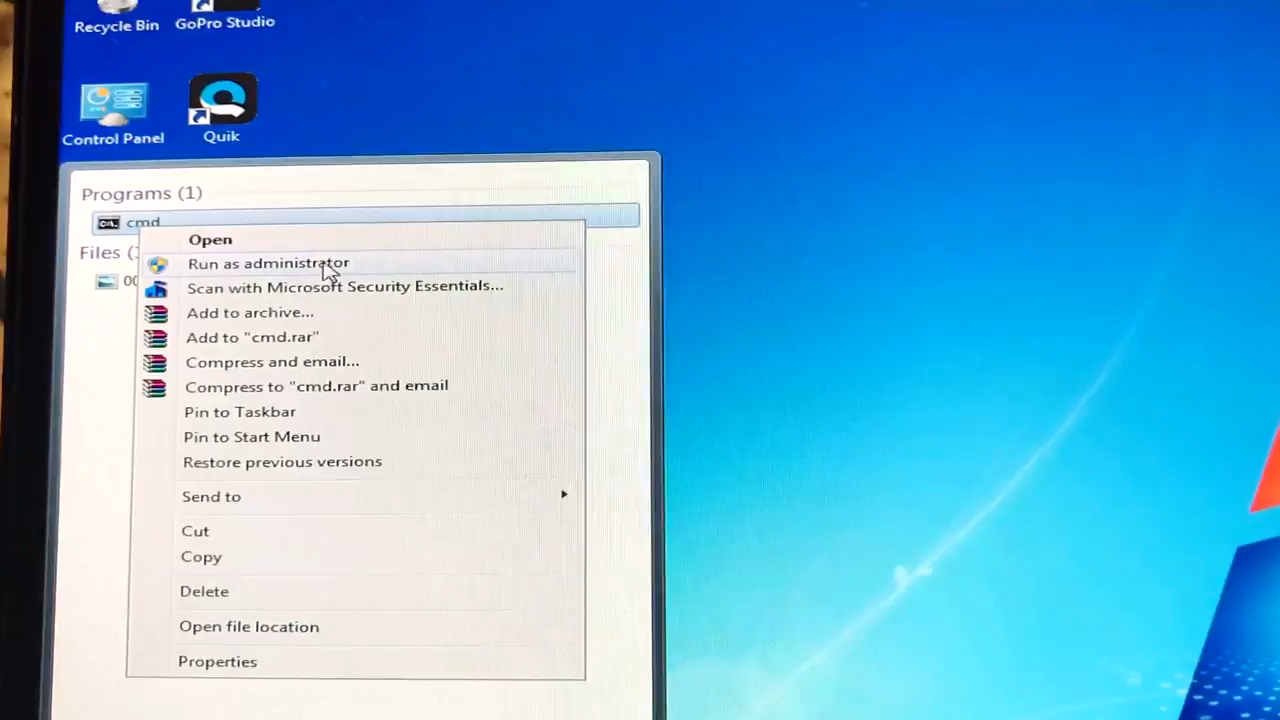 Recycle Bin
GoPro Studio
Control Panel
Quik
Programs (1)
cmd
Files (
00
Open
Run as administrator
Scan with Microsoft Security Essentials...
Add to archive...
Add to "cmd.rar"
Compress and email...
Compress to "cmd.rar" and email
Pin to Taskbar
Pin to Start Menu
Restore previous versions
Send to
Cut
Copy
Delete
Open file location
Properties